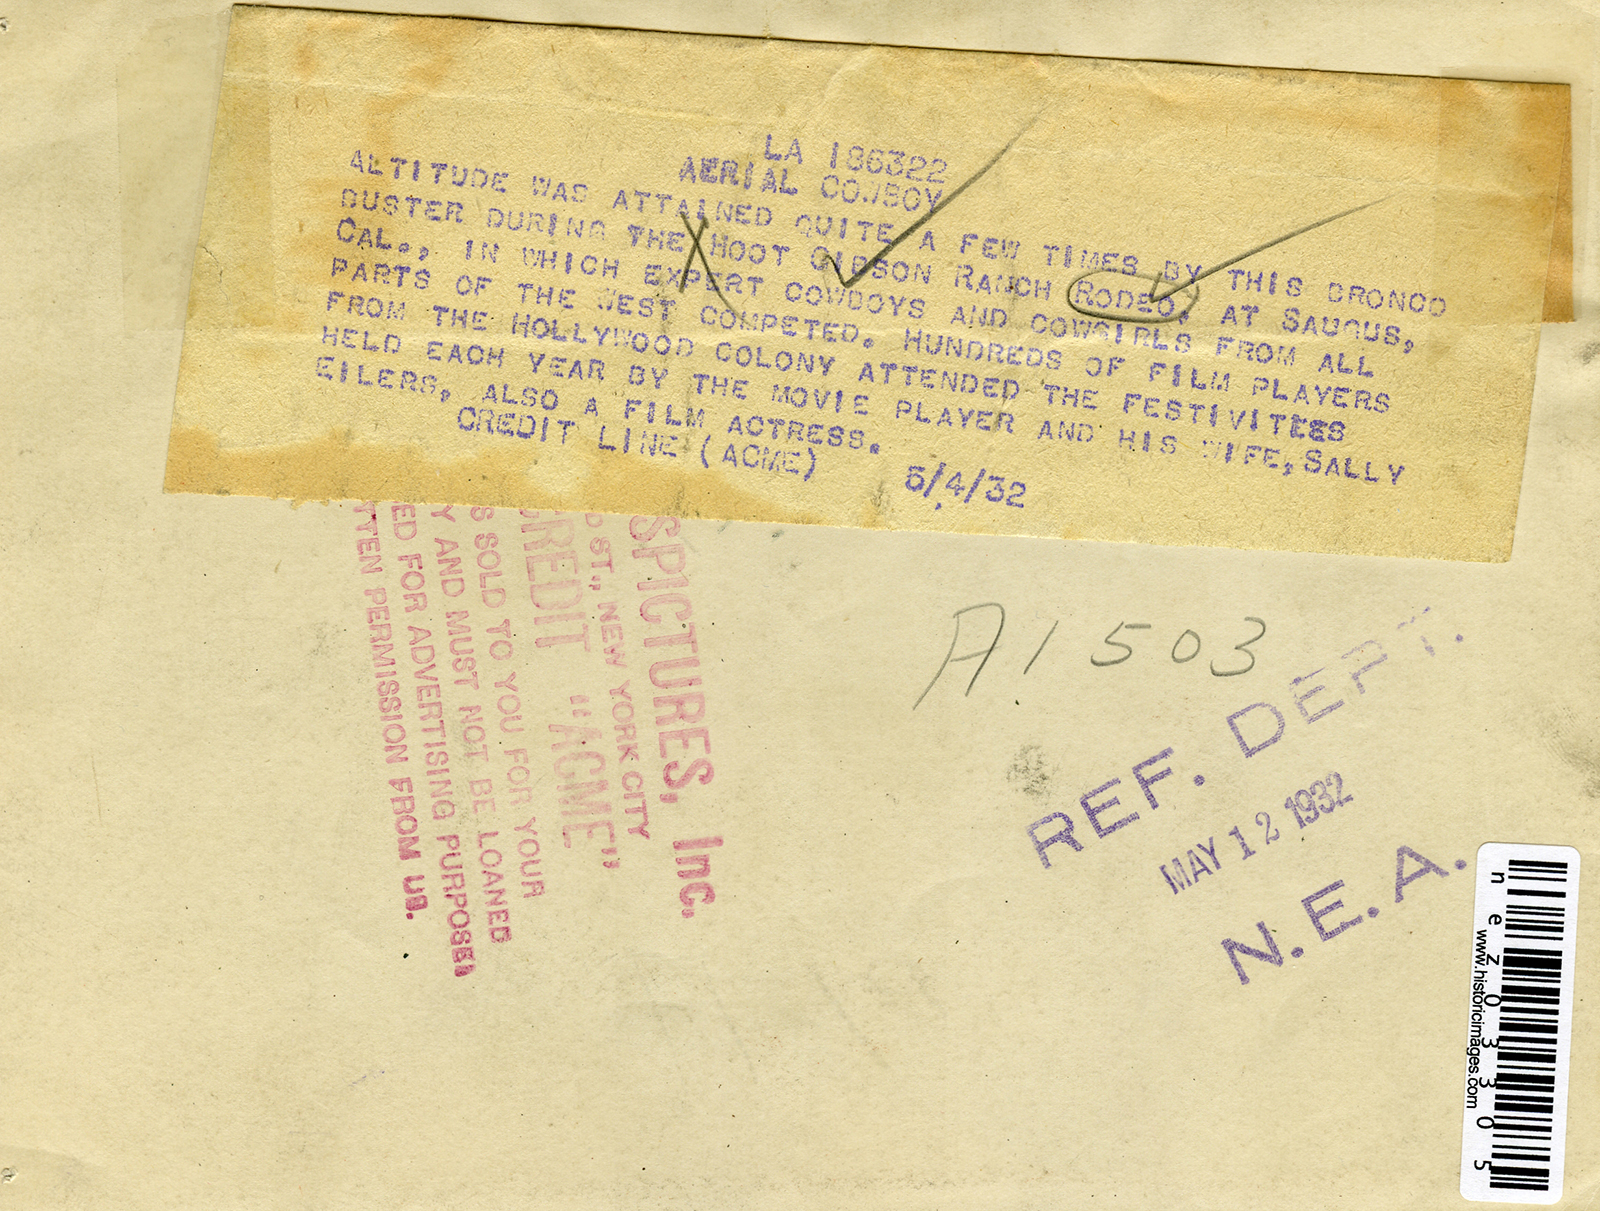 LA 186322
AERIAL COWBOY
ALTITUDE WAS ATTAINED QUITE A FEW TIMES BY THIS BRONCO
BUSTER DURING THE HOOT GIBSON RANCH RODEO, AT SAUGUS,
CAL., IN WHICH EXPERT COWBOYS AND COWGIRLS FROM ALL
PARTS OF THE WEST COMPETED. HUNDREDS OF FILM PLAYERS
FROM THE HOLLYWOOD COLONY ATTENDED THE FESTIVITEES
HELD EACH YEAR BY THE MOVIE PLAYER AND HIS WIFE, SALLY
EILERS, ALSO A FILM ACTRESS.
CREDIT LINE (ACME) 5/4/32
SPICTURES, Inc.
ST., NEW YORK CITY
CREDIT "ACME"
S SOLD TO YOU FOR YOUR
Y AND MUST NOT BE LOANED
ED FOR ADVERTISING PURPOSES
TTEN PERMISSION FROM US.
A1503
REF. DEPT.
MAY 12 1932
N.E.A.
nez03305
www.historicimages.com